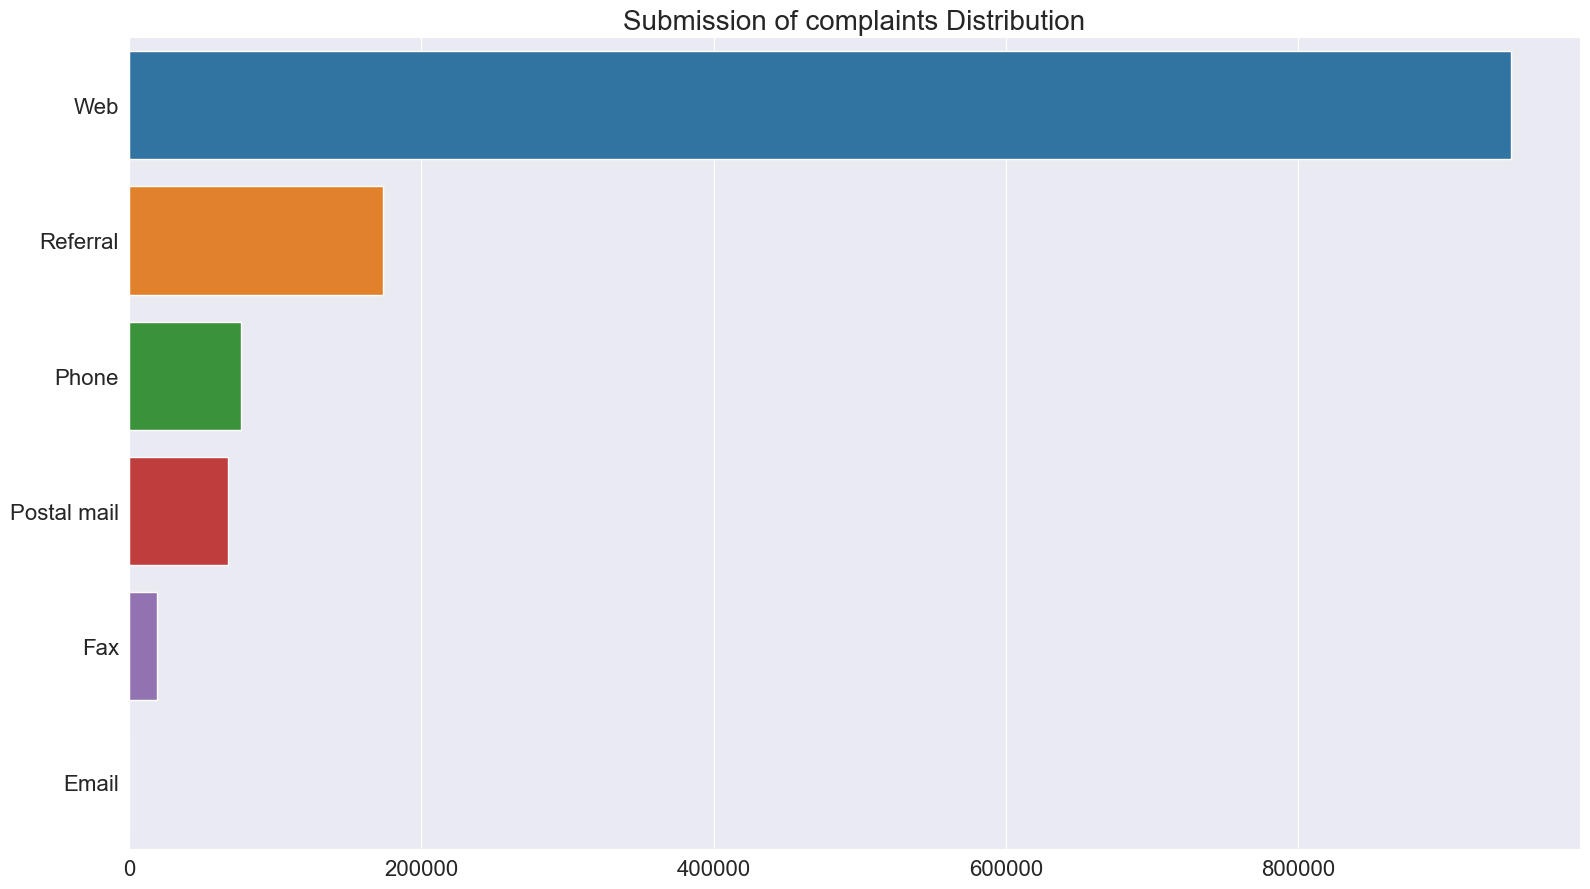 Submission of complaints Distribution
Web
Referral
Phone
Postal mail
Fax
Email
0 200000 400000 600000 800000